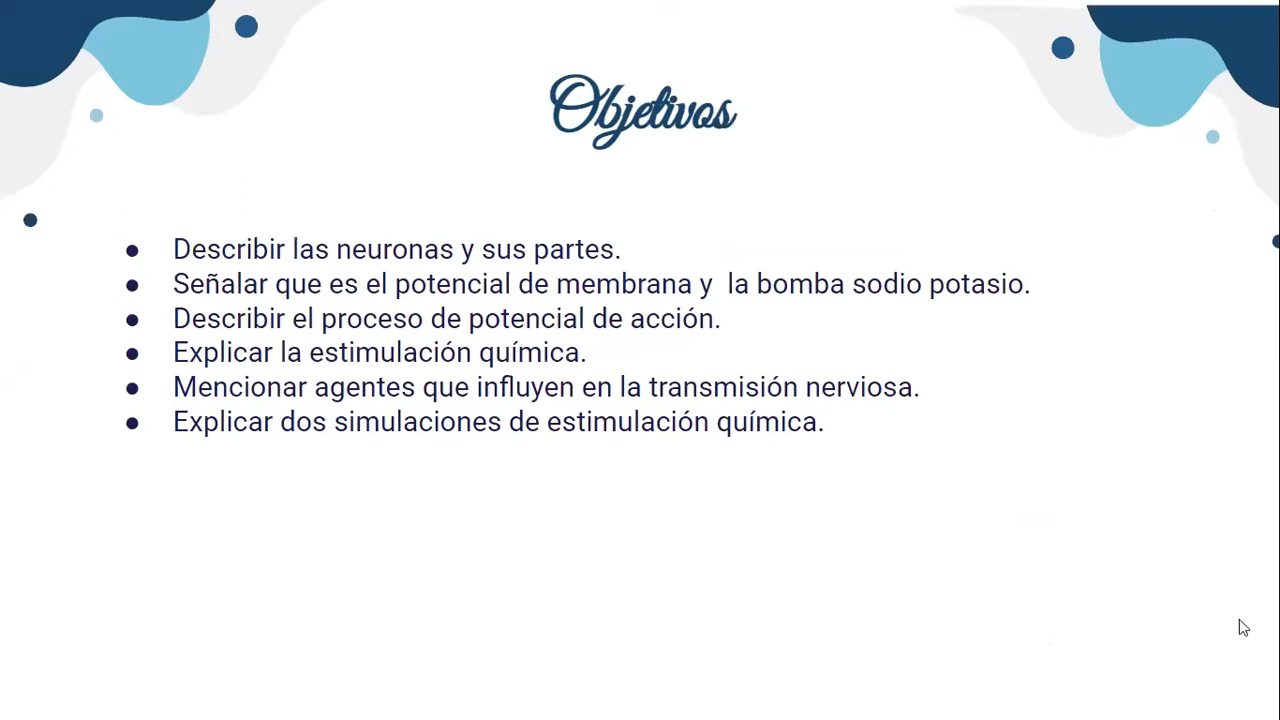 Objetivos
● Describir las neuronas y sus partes.
● Señalar que es el potencial de membrana y  la bomba sodio potasio.
● Describir el proceso de potencial de acción.
● Explicar la estimulación química.
● Mencionar agentes que influyen en la transmisión nerviosa.
● Explicar dos simulaciones de estimulación química.